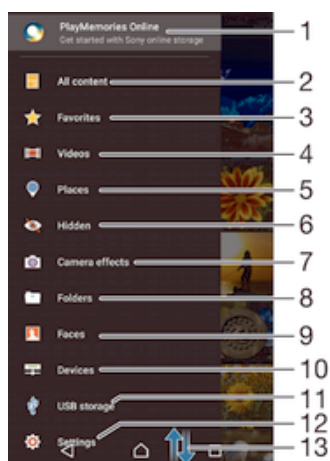 PlayMemories Online
Get started with Sony online storage
1
All content
2
Favorites
3
Videos
4
Places
5
Hidden
6
Camera effects
7
Folders
8
Faces
9
Devices
10
USB storage
11
Settings
12
13